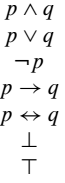 p ∧ q
p ∨ q
¬p
p → q
p ↔ q
⊥
⊤